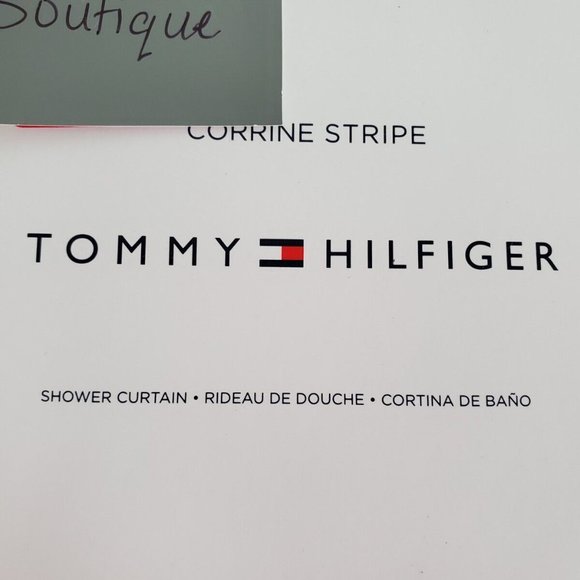 Boutique
CORRINE STRIPE
TOMMY HILFIGER
SHOWER CURTAIN • RIDEAU DE DOUCHE • CORTINA DE BAÑO